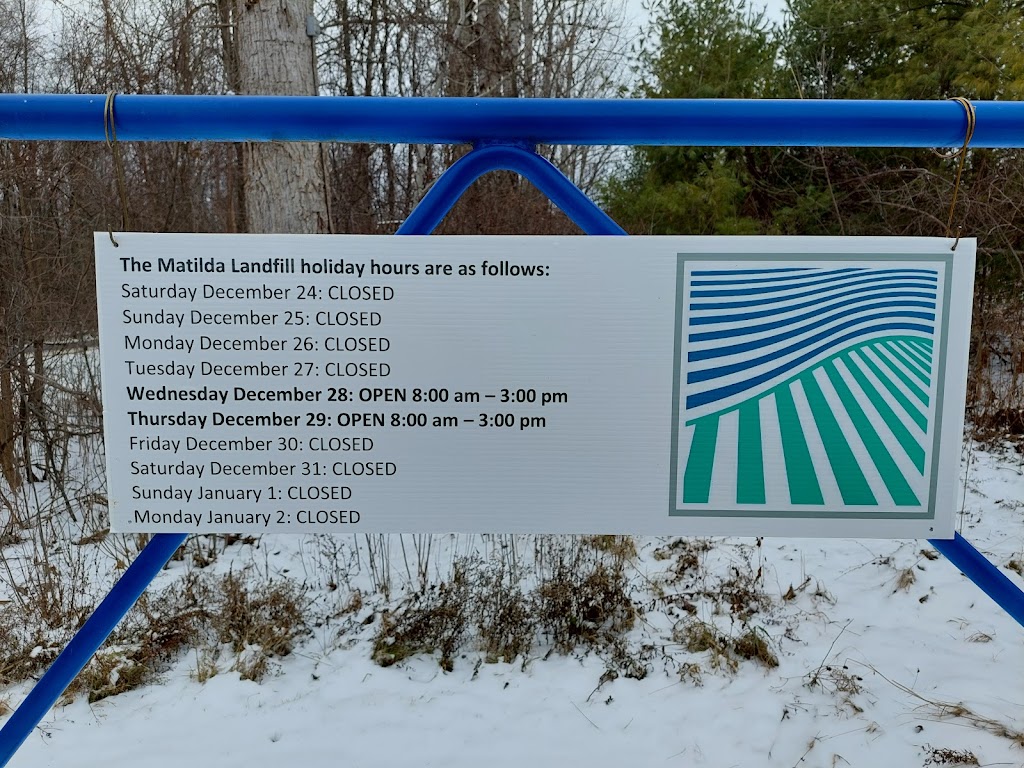 The Matilda Landfill holiday hours are as follows:
Saturday December 24: CLOSED
Sunday December 25: CLOSED
Monday December 26: CLOSED
Tuesday December 27: CLOSED
Wednesday December 28: OPEN 8:00 am – 3:00 pm
Thursday December 29: OPEN 8:00 am – 3:00 pm
Friday December 30: CLOSED
Saturday December 31: CLOSED
Sunday January 1: CLOSED
Monday January 2: CLOSED